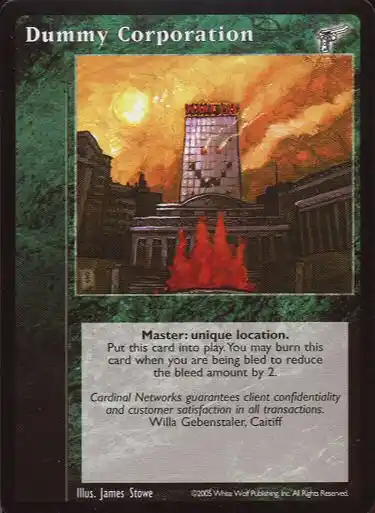 Dummy Corporation
Master: unique location.
Put this card into play. You may burn this
card when you are being bled to reduce
the bleed amount by 2.
Cardinal Networks guarantees client confidentiality
and customer satisfaction in all transactions.
Willa Gebenstaler, Caitiff
Illus. James Stowe
©2005 White Wolf Publishing, Inc. All Rights Reserved.